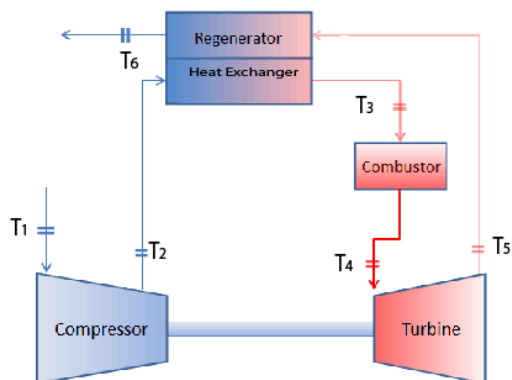 Regenerator
T6
Heat Exchanger
T3
Combustor
T1
T2
T4
T5
Compressor
Turbine